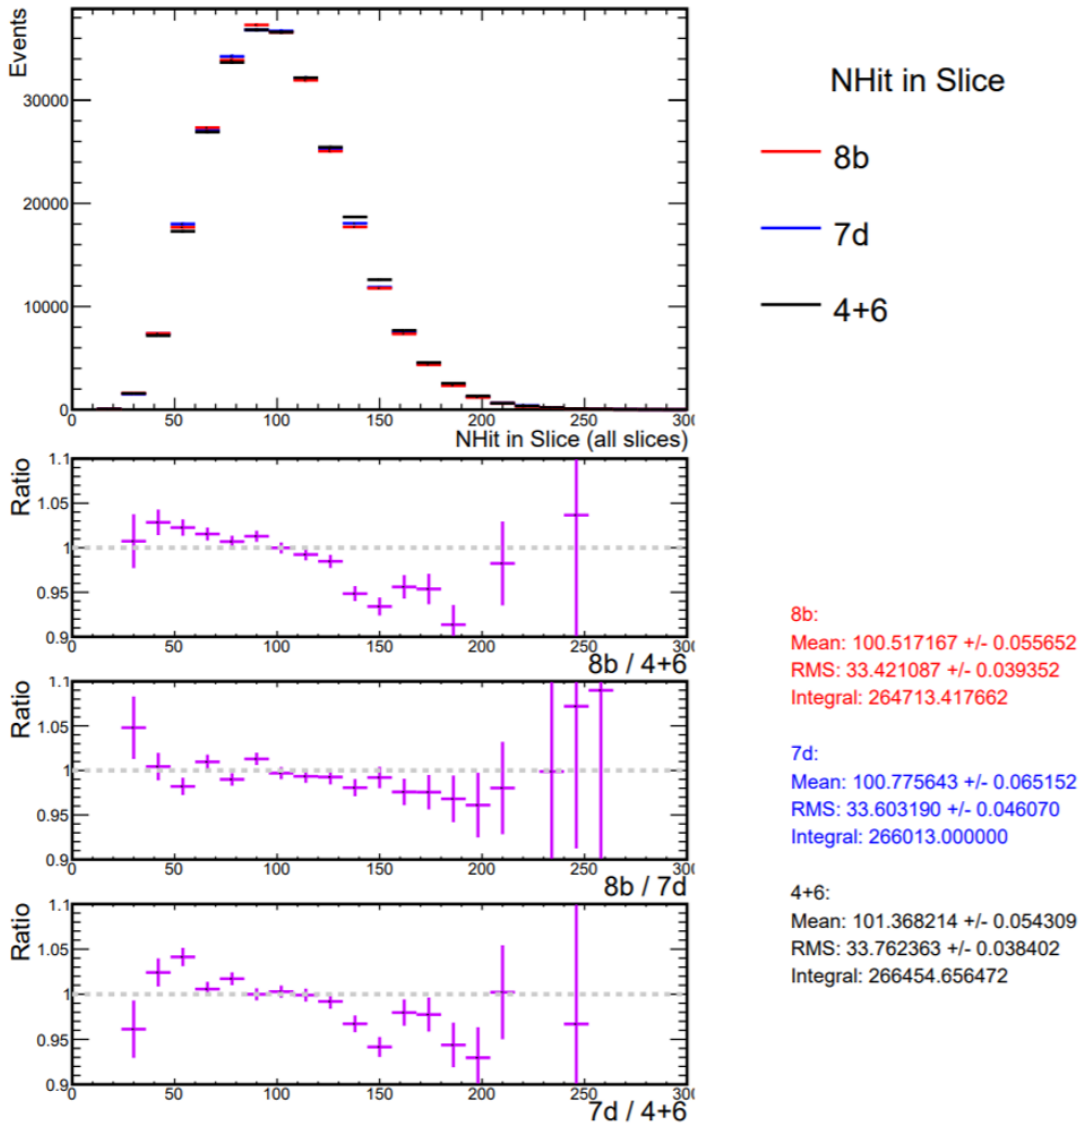 Events
30000
20000
10000
0
0 50 100 150 200 250 300
NHit in Slice (all slices)
NHit in Slice
8b
7d
4+6
Ratio
1.1
1.05
1
0.95
0.9
0 50 100 150 200 250 300
8b / 4+6
Ratio
1.1
1.05
1
0.95
0.9
0 50 100 150 200 250 300
8b / 7d
Ratio
1.1
1.05
1
0.95
0.9
0 50 100 150 200 250 300
7d / 4+6
8b:
Mean: 100.517167 +/- 0.055652
RMS: 33.421087 +/- 0.039352
Integral: 264713.417662
7d:
Mean: 100.775643 +/- 0.065152
RMS: 33.603190 +/- 0.046070
Integral: 266013.000000
4+6:
Mean: 101.368214 +/- 0.054309
RMS: 33.762363 +/- 0.038402
Integral: 266454.656472